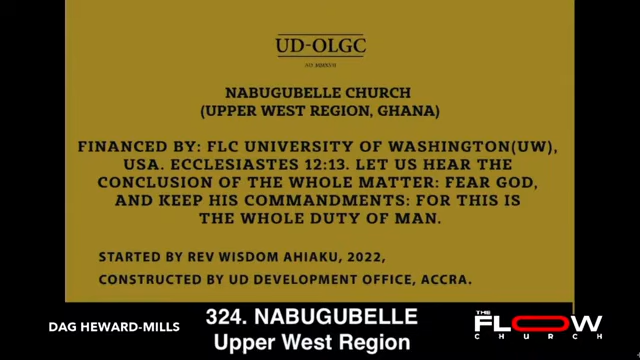 UD-OLGC
NABUGUBELLE CHURCH
(UPPER WEST REGION, GHANA)
FINANCED BY: FLC UNIVERSITY OF WASHINGTON(UW),
USA. ECCLESIASTES 12:13. LET US HEAR THE
CONCLUSION OF THE WHOLE MATTER: FEAR GOD,
AND KEEP HIS COMMANDMENTS: FOR THIS IS
THE WHOLE DUTY OF MAN.
STARTED BY REV WISDOM AHIAKU, 2022,
CONSTRUCTED BY UD DEVELOPMENT OFFICE, ACCRA.
324. NABUGUBELLE
Upper West Region
DAG HEWARD-MILLS
THE
FLOW
CHURCH